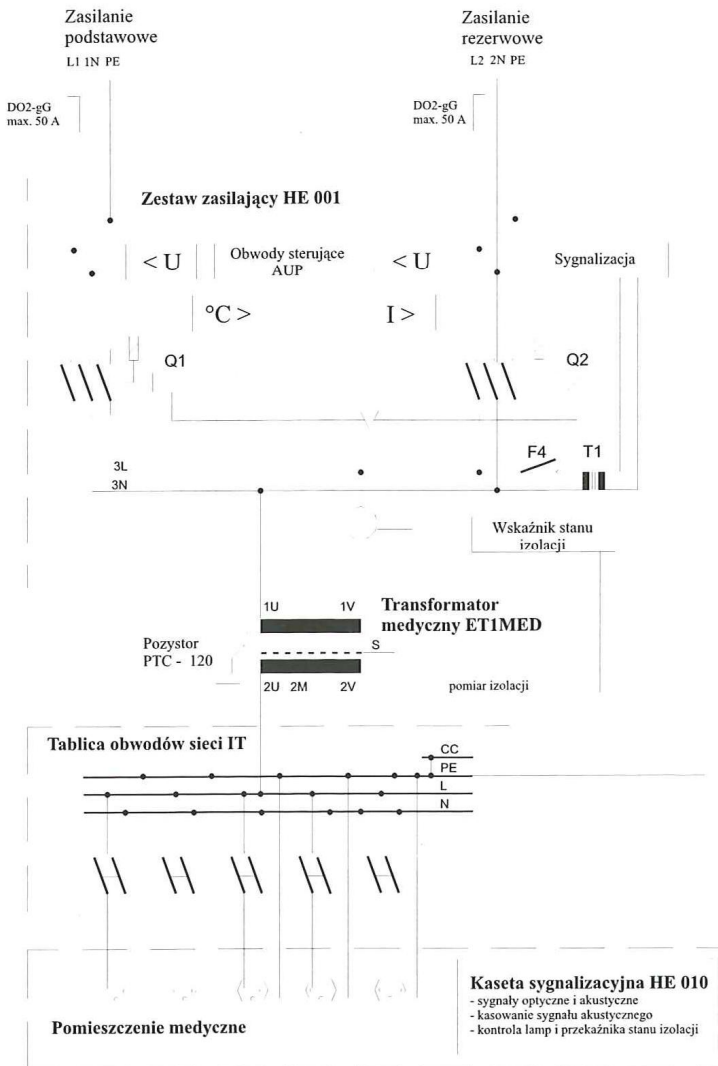 Zasilanie
podstawowe
L1 1N PE
Zasilanie
rezerwowe
L2 2N PE
DO2-gG
max. 50 A
DO2-gG
max. 50 A
Zestaw zasilający HE 001
< U
Obwody sterujące
AUP
< U
Sygnalizacja
°C >
I >
Q1
Q2
F4
T1
3L
3N
Wskaźnik stanu
izolacji
1U
1V
Transformator
medyczny ET1MED
Pozystor
PTC - 120
S
2U
2M
2V
pomiar izolacji
Tablica obwodów sieci IT
CC
PE
L
N
Kaseta sygnalizacyjna HE 010
- sygnały optyczne i akustyczne
- kasowanie sygnału akustycznego
- kontrola lamp i przekaźnika stanu izolacji
Pomieszczenie medyczne